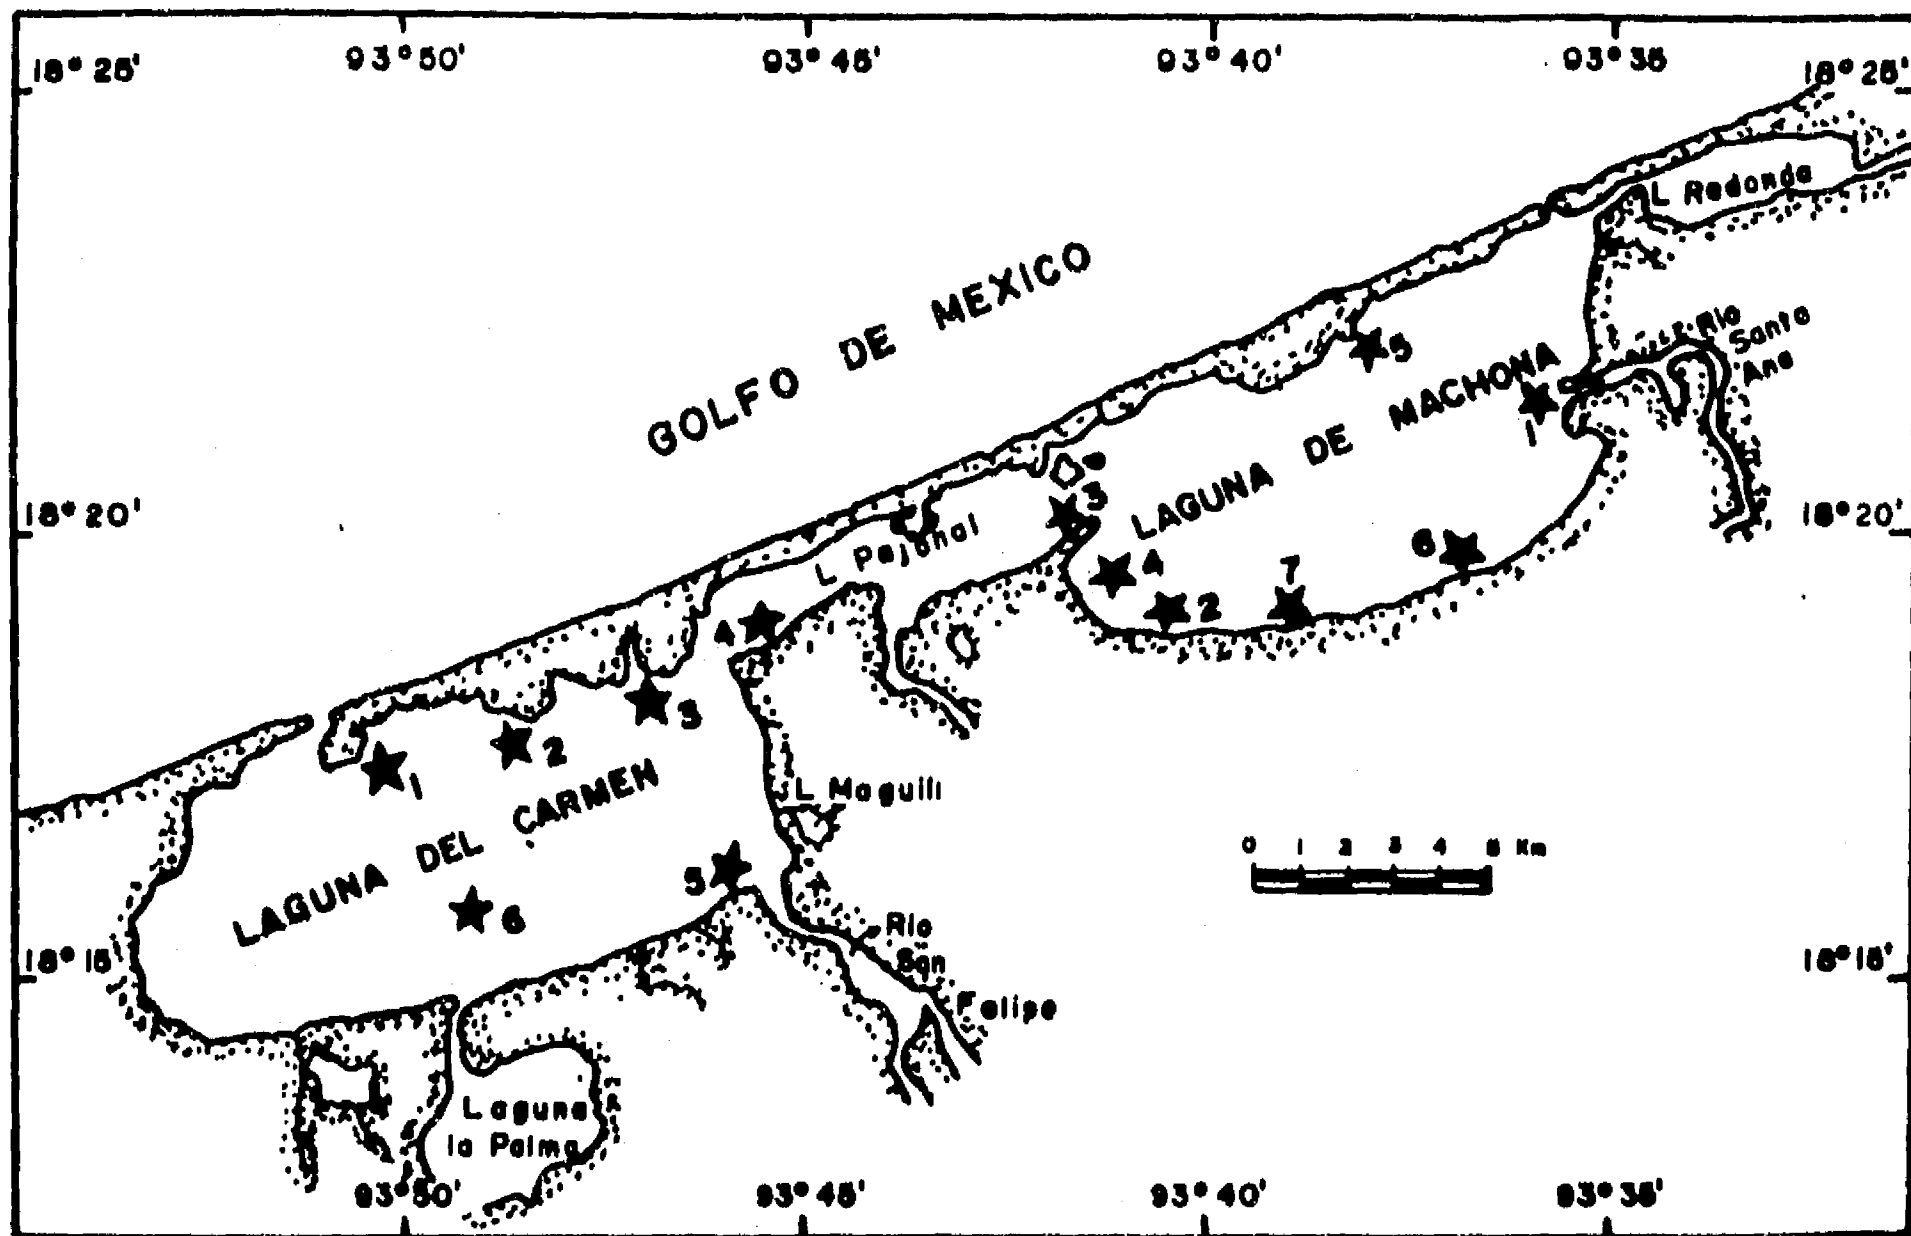 93°50'
93°45'
93°40'
93°35'
18°25'
18°25'
L Redonda
GOLFO DE MEXICO
Rio
Santa
Ana
5
LAGUNA DE MACHONA
1
3
18°20'
18°20'
L Pajonal
6
4
7
2
4
3
2
1
L Maguili
0 1 2 3 4 5 Km
LAGUNA DEL CARMEN
5
6
Rio
San
Felipe
18°15'
18°15'
Laguna
la Palma
93°50'
93°45'
93°40'
93°35'